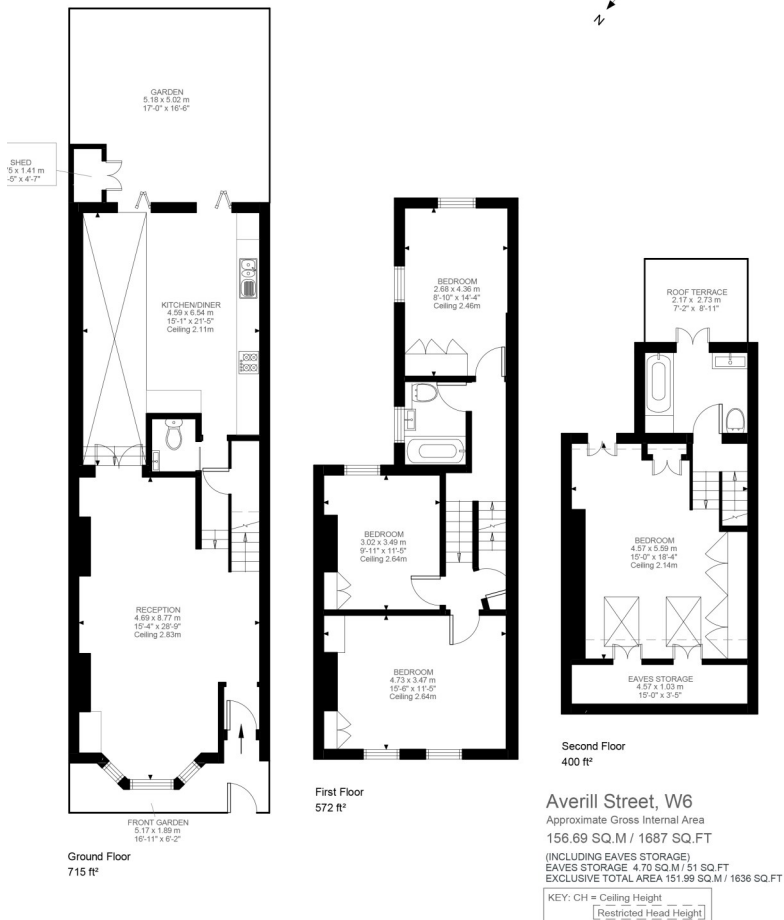 N
GARDEN
5.18 x 5.02 m
17'-0" x 16'-6"
SHED
'5 x 1.41 m
-5" x 4'-7"
KITCHEN/DINER
4.59 x 6.54 m
15'-1" x 21'-5"
Ceiling 2.11m
RECEPTION
4.69 x 8.77 m
15'-4" x 28'-9"
Ceiling 2.83m
FRONT GARDEN
5.17 x 1.89 m
16'-11" x 6'-2"
Ground Floor
715 ft²
BEDROOM
2.68 x 4.36 m
8'-10" x 14'-4"
Ceiling 2.46m
BEDROOM
3.02 x 3.49 m
9'-11" x 11'-5"
Ceiling 2.64m
BEDROOM
4.73 x 3.47 m
15'-6" x 11'-5"
Ceiling 2.64m
First Floor
572 ft²
ROOF TERRACE
2.17 x 2.73 m
7'-2" x 8'-11"
BEDROOM
4.57 x 5.59 m
15'-0" x 18'-4"
Ceiling 2.14m
EAVES STORAGE
4.57 x 1.03 m
15'-0" x 3'-5"
Second Floor
400 ft²
Averill Street, W6
Approximate Gross Internal Area
156.69 SQ.M / 1687 SQ.FT
(INCLUDING EAVES STORAGE)
EAVES STORAGE 4.70 SQ.M / 51 SQ.FT
EXCLUSIVE TOTAL AREA 151.99 SQ.M / 1636 SQ.FT
KEY: CH = Ceiling Height
Restricted Head Height